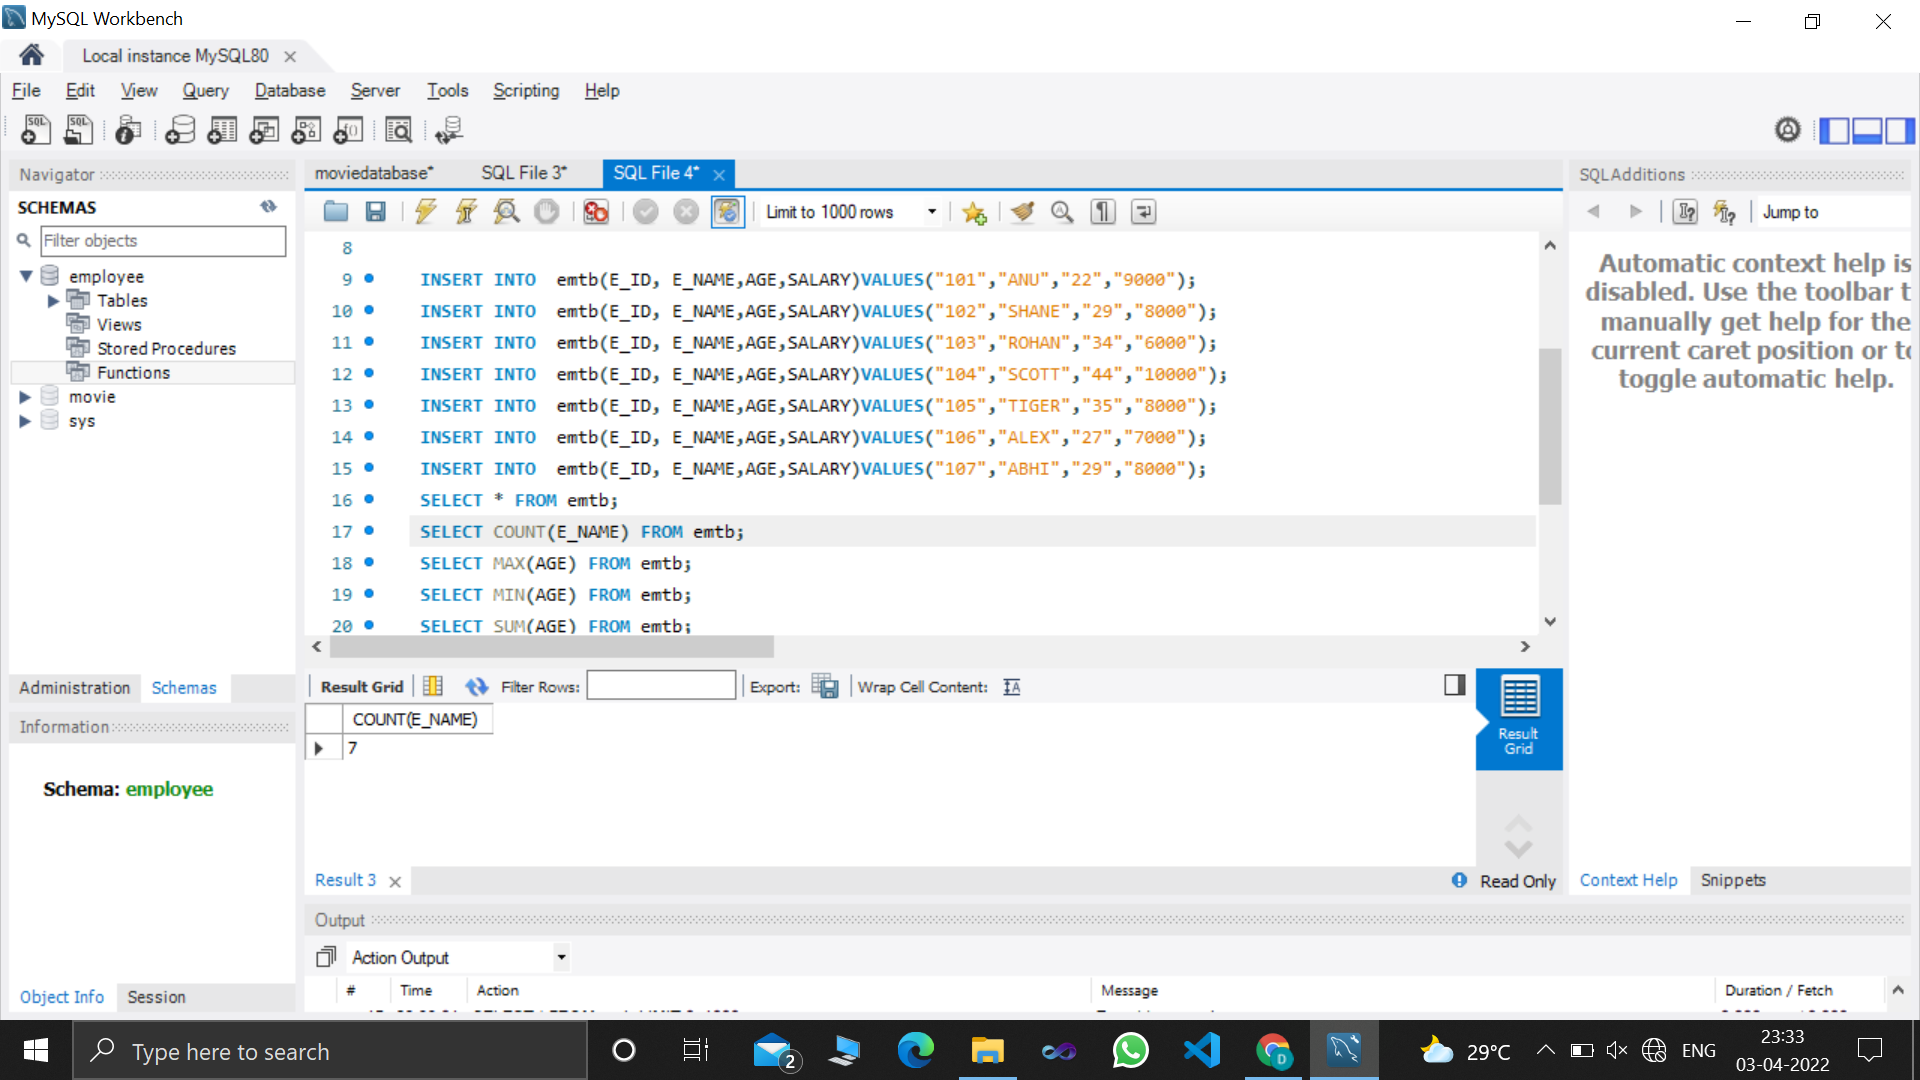 MySQL Workbench
Local instance MySQL80
File Edit View Query Database Server Tools Scripting Help
Navigator
SCHEMAS
Filter objects
employee
Tables
Views
Stored Procedures
Functions
movie
sys
Administration Schemas
Information
Schema: employee
Object Info Session
moviedatabase* SQL File 3* SQL File 4*
Limit to 1000 rows
8
9 INSERT INTO emtb(E_ID, E_NAME,AGE,SALARY)VALUES("101","ANU","22","9000");
10 INSERT INTO emtb(E_ID, E_NAME,AGE,SALARY)VALUES("102","SHANE","29","8000");
11 INSERT INTO emtb(E_ID, E_NAME,AGE,SALARY)VALUES("103","ROHAN","34","6000");
12 INSERT INTO emtb(E_ID, E_NAME,AGE,SALARY)VALUES("104","SCOTT","44","10000");
13 INSERT INTO emtb(E_ID, E_NAME,AGE,SALARY)VALUES("105","TIGER","35","8000");
14 INSERT INTO emtb(E_ID, E_NAME,AGE,SALARY)VALUES("106","ALEX","27","7000");
15 INSERT INTO emtb(E_ID, E_NAME,AGE,SALARY)VALUES("107","ABHI","29","8000");
16 SELECT * FROM emtb;
17 SELECT COUNT(E_NAME) FROM emtb;
18 SELECT MAX(AGE) FROM emtb;
19 SELECT MIN(AGE) FROM emtb;
20 SELECT SUM(AGE) FROM emtb;
Result Grid Filter Rows: Export: Wrap Cell Content:
COUNT(E_NAME)
7
Result Grid
Result 3
Read Only
Output
Action Output
# Time Action Message Duration / Fetch
SQLAdditions
Jump to
Automatic context help is
disabled. Use the toolbar t
manually get help for the
current caret position or to
toggle automatic help.
Context Help Snippets
Type here to search
2
D
29°C
ENG
23:33
03-04-2022